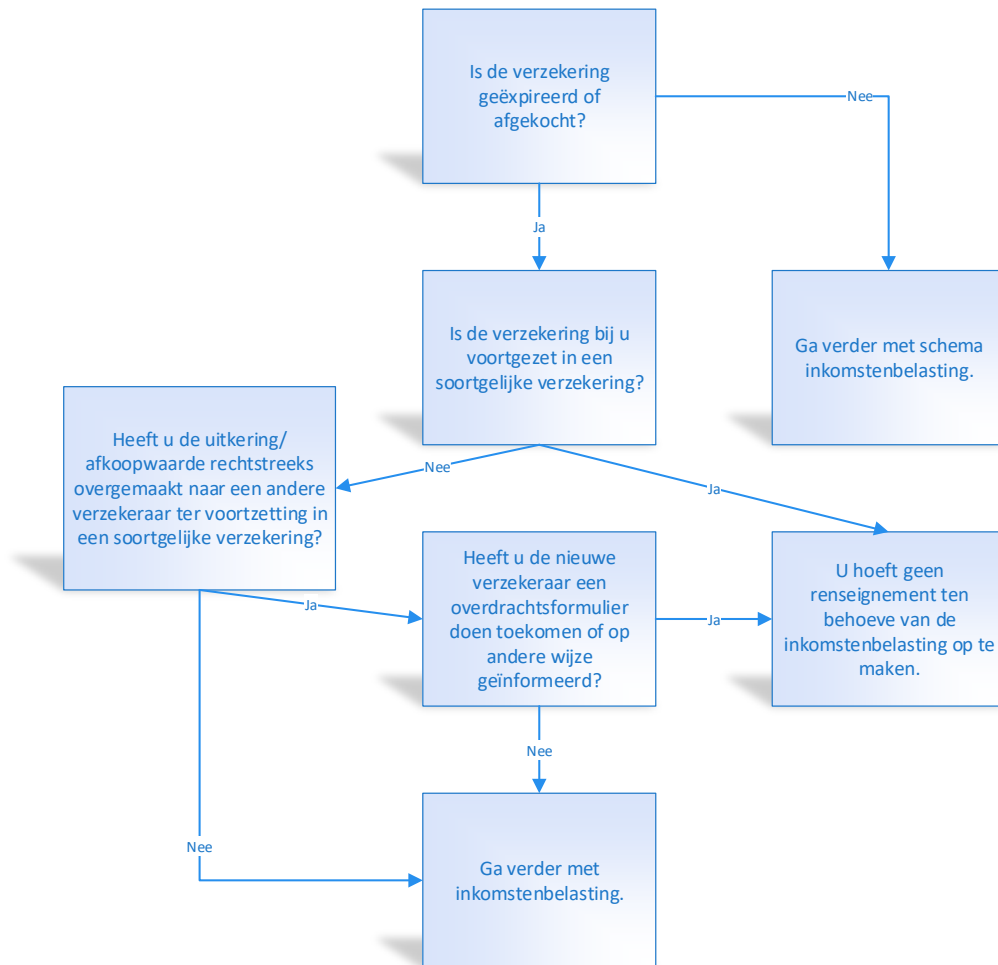 Is de verzekering
geëxpireerd of
afgekocht?
Nee
Ja
Is de verzekering bij u
voortgezet in een
soortgelijke verzekering?
Ga verder met schema
inkomstenbelasting.
Heeft u de uitkering/
afkoopwaarde rechtstreeks
overgemaakt naar een andere
verzekeraar ter voortzetting in
een soortgelijke verzekering?
Nee
Ja
Heeft u de nieuwe
verzekeraar een
overdrachtsformulier
doen toekomen of op
andere wijze
geïnformeerd?
Ja
Ja
U hoeft geen
renseignement ten
behoeve van de
inkomstenbelasting op te
maken.
Nee
Nee
Ga verder met
inkomstenbelasting.